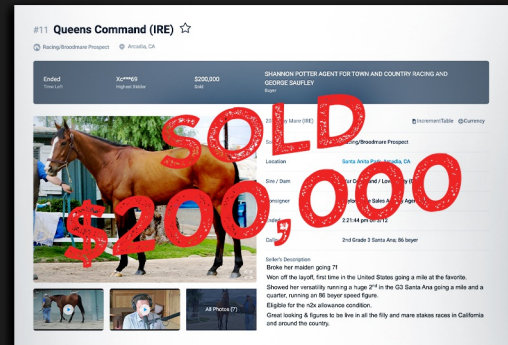 #11 Queens Command (IRE)
Racing/Broodmare Prospect Arcadia, CA
Ended Xc***69 $200,000 SHANNON POTTER AGENT FOR TOWN AND COUNTRY RACING AND
GEORGE SAUFLEY
Time Left Highest Bidder Sold Buyer
SOLD
$200,000
Mare (IRE) IncrementTable Currency
Racing/Broodmare Prospect
Location Santa Anita Park, Arcadia, CA
Sire / Dam
Sales Agency
2:21:44 pm
2nd Grade 3 Santa Ana; 86 beyer
Seller's Description
Broke her maiden going 7f
Won off the layoff, first time in the United States going a mile at the favorite.
Showed her versatility running a huge 2nd in the G3 Santa Ana going a mile and a
quarter, running an 86 beyer speed figure.
Eligible for the n2x allowance condition.
Great looking & figures to be live in all the filly and mare stakes races in California
and around the country.
All Photos (7)